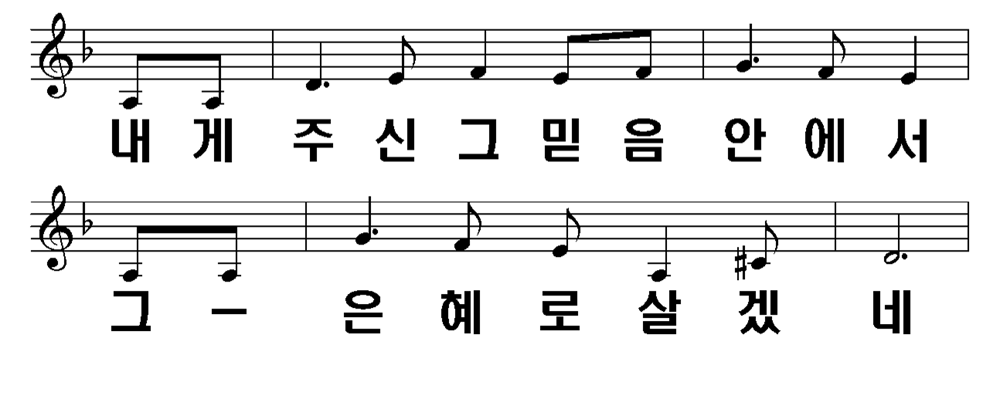 내 게 주 신 그 믿 음 안 에 서
그 - 은 혜 로 살 겠 네